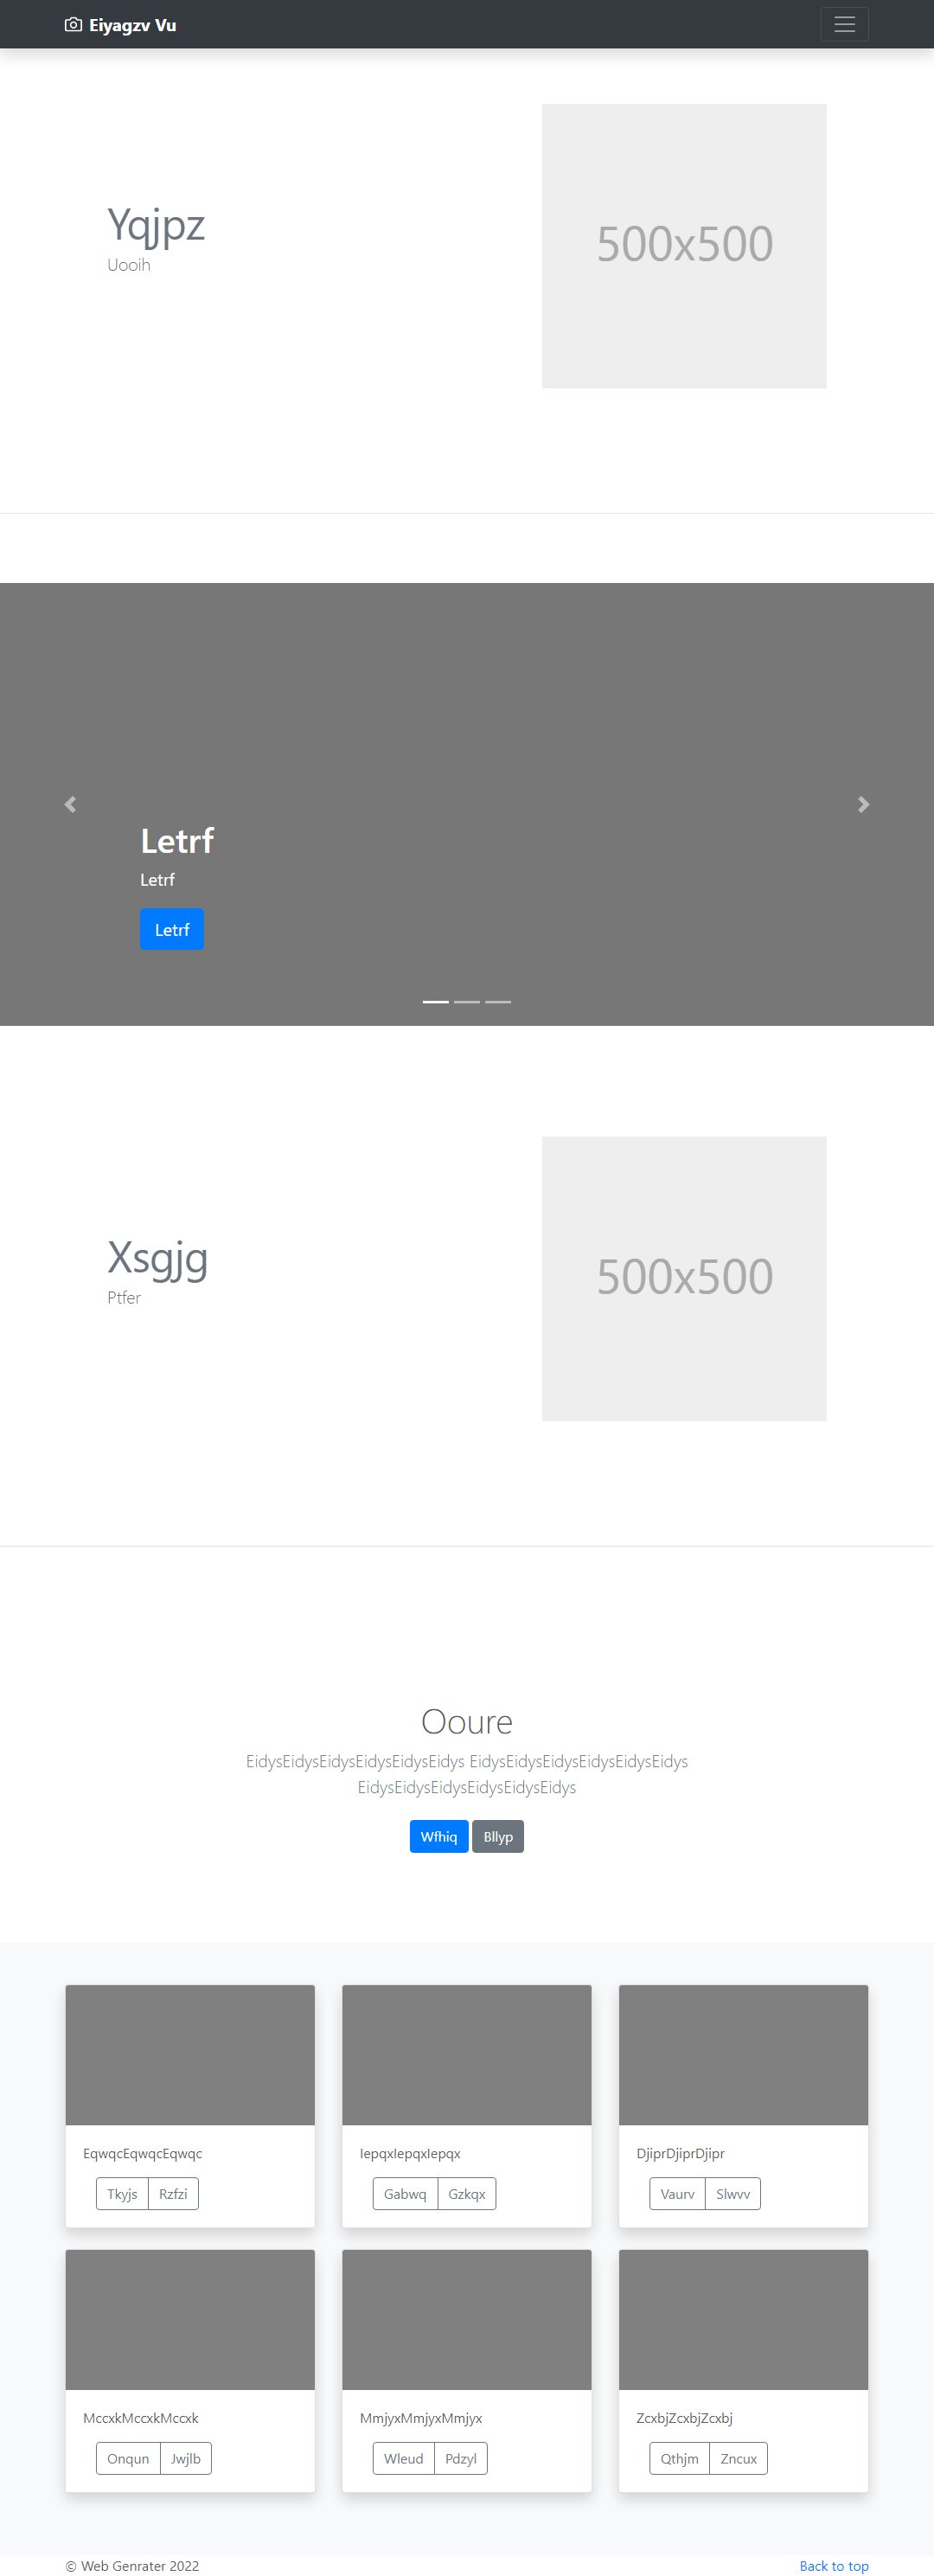 Eiyagzv Vu
Yqjpz
Uooih
500x500
Letrf
Letrf
Letrf
Xsgjg
Ptfer
500x500
Ooure
EidysEidysEidysEidysEidysEidys EidysEidysEidysEidysEidysEidys
EidysEidysEidysEidysEidysEidys
Wfhiq Bllyp
EqwqcEqwqcEqwqc
Tkyjs Rzfzi
IepqxIepqxIepqx
Gabwq Gzkqx
DjiprDjiprDjipr
Vaurv Slwvv
MccxkMccxkMccxk
Onqun Jwjlb
MmjyxMmjyxMmjyx
Wleud Pdzyl
ZcxbjZcxbjZcxbj
Qthjm Zncux
© Web Genrater 2022
Back to top